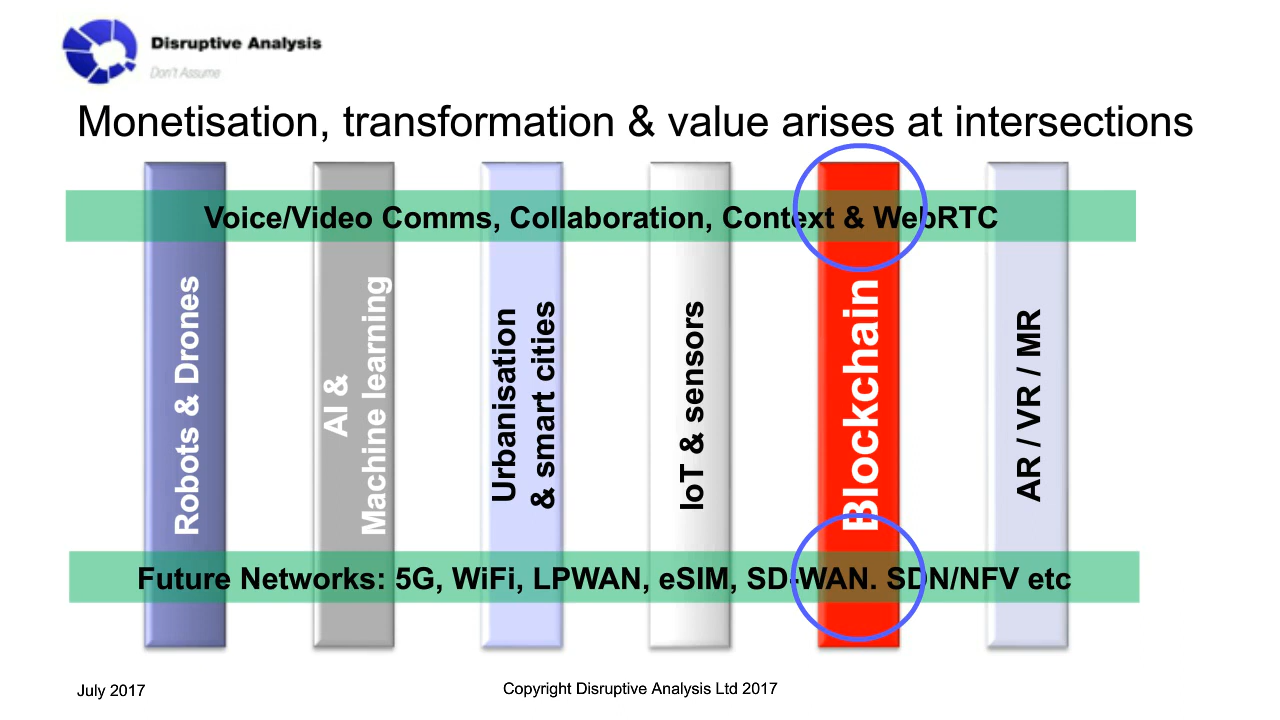 Disruptive Analysis
Don't Assume
Monetisation, transformation & value arises at intersections
Voice/Video Comms, Collaboration, Context & WebRTC
Robots & Drones
AI &
Machine learning
Urbanisation
& smart cities
IoT & sensors
Blockchain
AR / VR / MR
Future Networks: 5G, WiFi, LPWAN, eSIM, SD-WAN. SDN/NFV etc
July 2017
Copyright Disruptive Analysis Ltd 2017